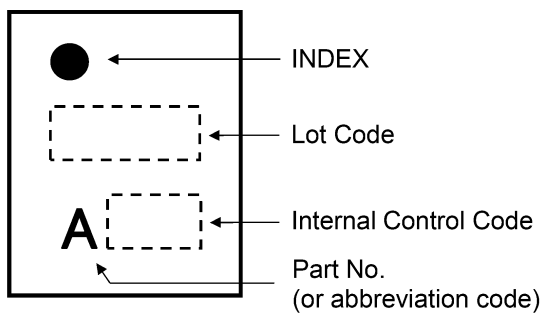 INDEX
Lot Code
A
Internal Control Code
Part No.
(or abbreviation code)